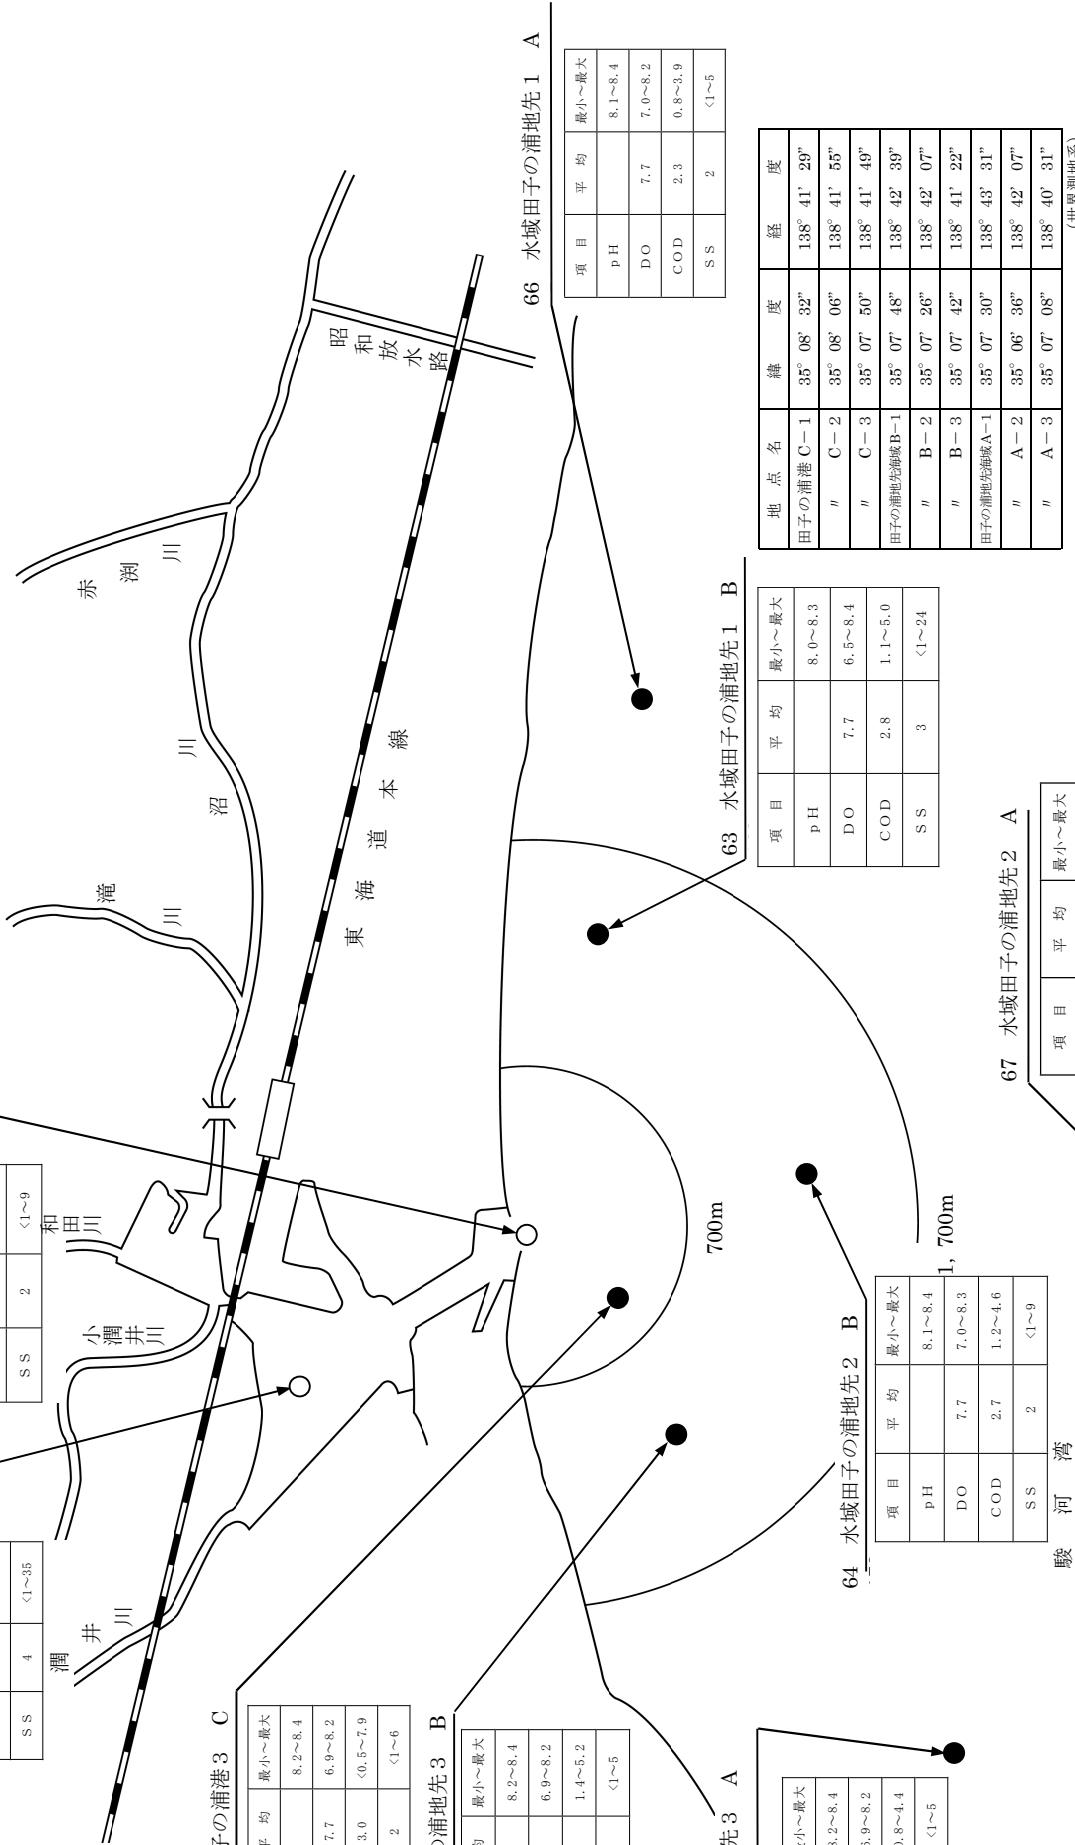 66 水域田子の浦地先1 A
項 目 平 均 最小～最大
pH 8.1～8.4
DO 7.7 7.0～8.2
COD 2.3 0.8～3.9
SS 2 <1～5
昭和放水路
赤渕川
沼川
滝川
東海道本線
和田川
小潤井川
潤井川
SS 2 <1～9
SS 4 <1～35
地 点 名 緯 度 経 度
田子の浦港 C－1 35° 08’ 32” 138° 41’ 29”
〃 C－2 35° 08’ 06” 138° 41’ 55”
〃 C－3 35° 07’ 50” 138° 41’ 49”
田子の浦地先海域B－1 35° 07’ 48” 138° 42’ 39”
〃 B－2 35° 07’ 26” 138° 42’ 07”
〃 B－3 35° 07’ 42” 138° 41’ 22”
田子の浦地先海域A－1 35° 07’ 30” 138° 43’ 31”
〃 A－2 35° 06’ 36” 138° 42’ 07”
〃 A－3 35° 07’ 08” 138° 40’ 31”
(世界測地系)
63 水域田子の浦地先1 B
項 目 平 均 最小～最大
pH 8.0～8.3
DO 7.7 6.5～8.4
COD 2.8 1.1～5.0
SS 3 <1～24
67 水域田子の浦地先2 A
項 目 平 均 最小～最大
700m
1,700m
64 水域田子の浦地先2 B
項 目 平 均 最小～最大
pH 8.1～8.4
DO 7.7 7.0～8.3
COD 2.7 1.2～4.6
SS 2 <1～9
駿 河 湾
子の浦港3 C
平 均 最小～最大
8.2～8.4
7.7 6.9～8.2
3.0 <0.5～7.9
2 <1～6
の浦地先3 B
均 最小～最大
8.2～8.4
6.9～8.2
1.4～5.2
<1～5
先3 A
小～最大
8.2～8.4
6.9～8.2
0.8～4.4
<1～5